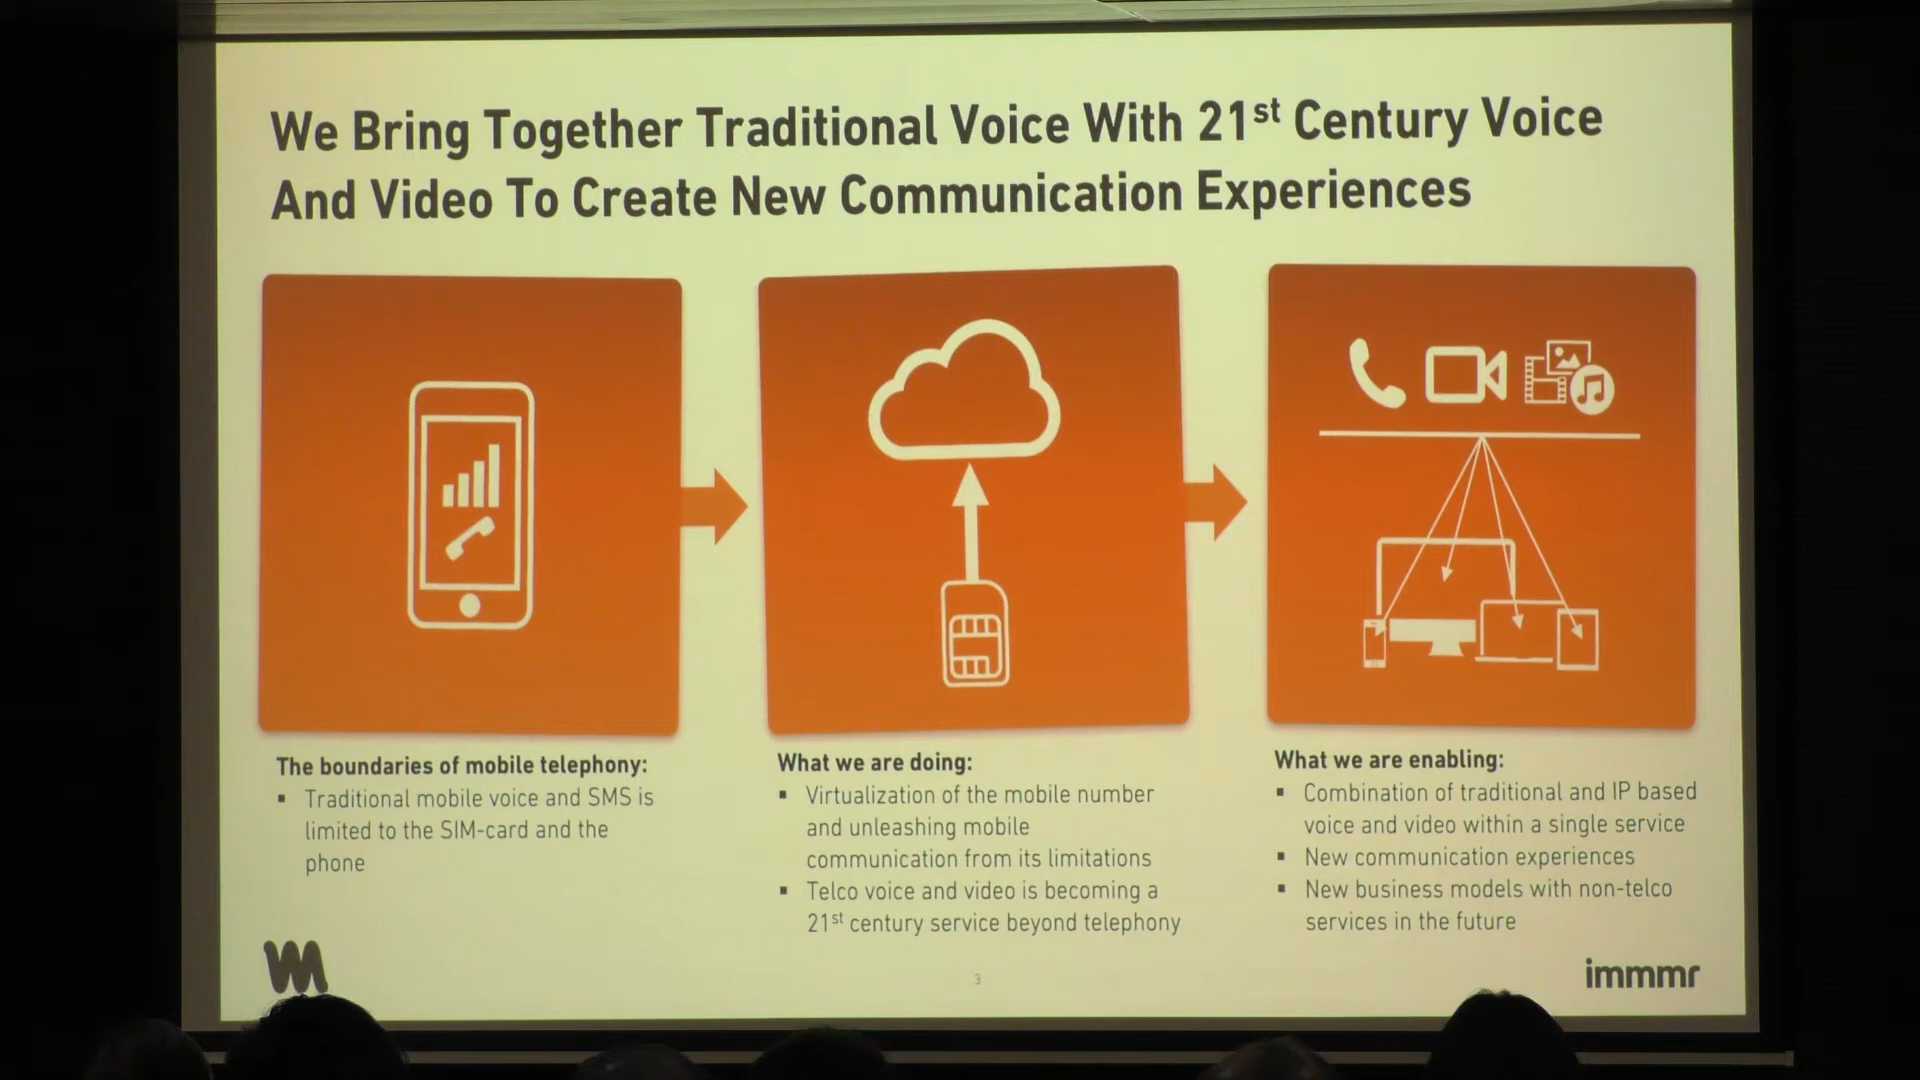 We Bring Together Traditional Voice With 21st Century Voice
And Video To Create New Communication Experiences
The boundaries of mobile telephony:
▪ Traditional mobile voice and SMS is
limited to the SIM-card and the
phone
What we are doing:
▪ Virtualization of the mobile number
and unleashing mobile
communication from its limitations
▪ Telco voice and video is becoming a
21st century service beyond telephony
What we are enabling:
▪ Combination of traditional and IP based
voice and video within a single service
▪ New communication experiences
▪ New business models with non-telco
services in the future
3
immmr